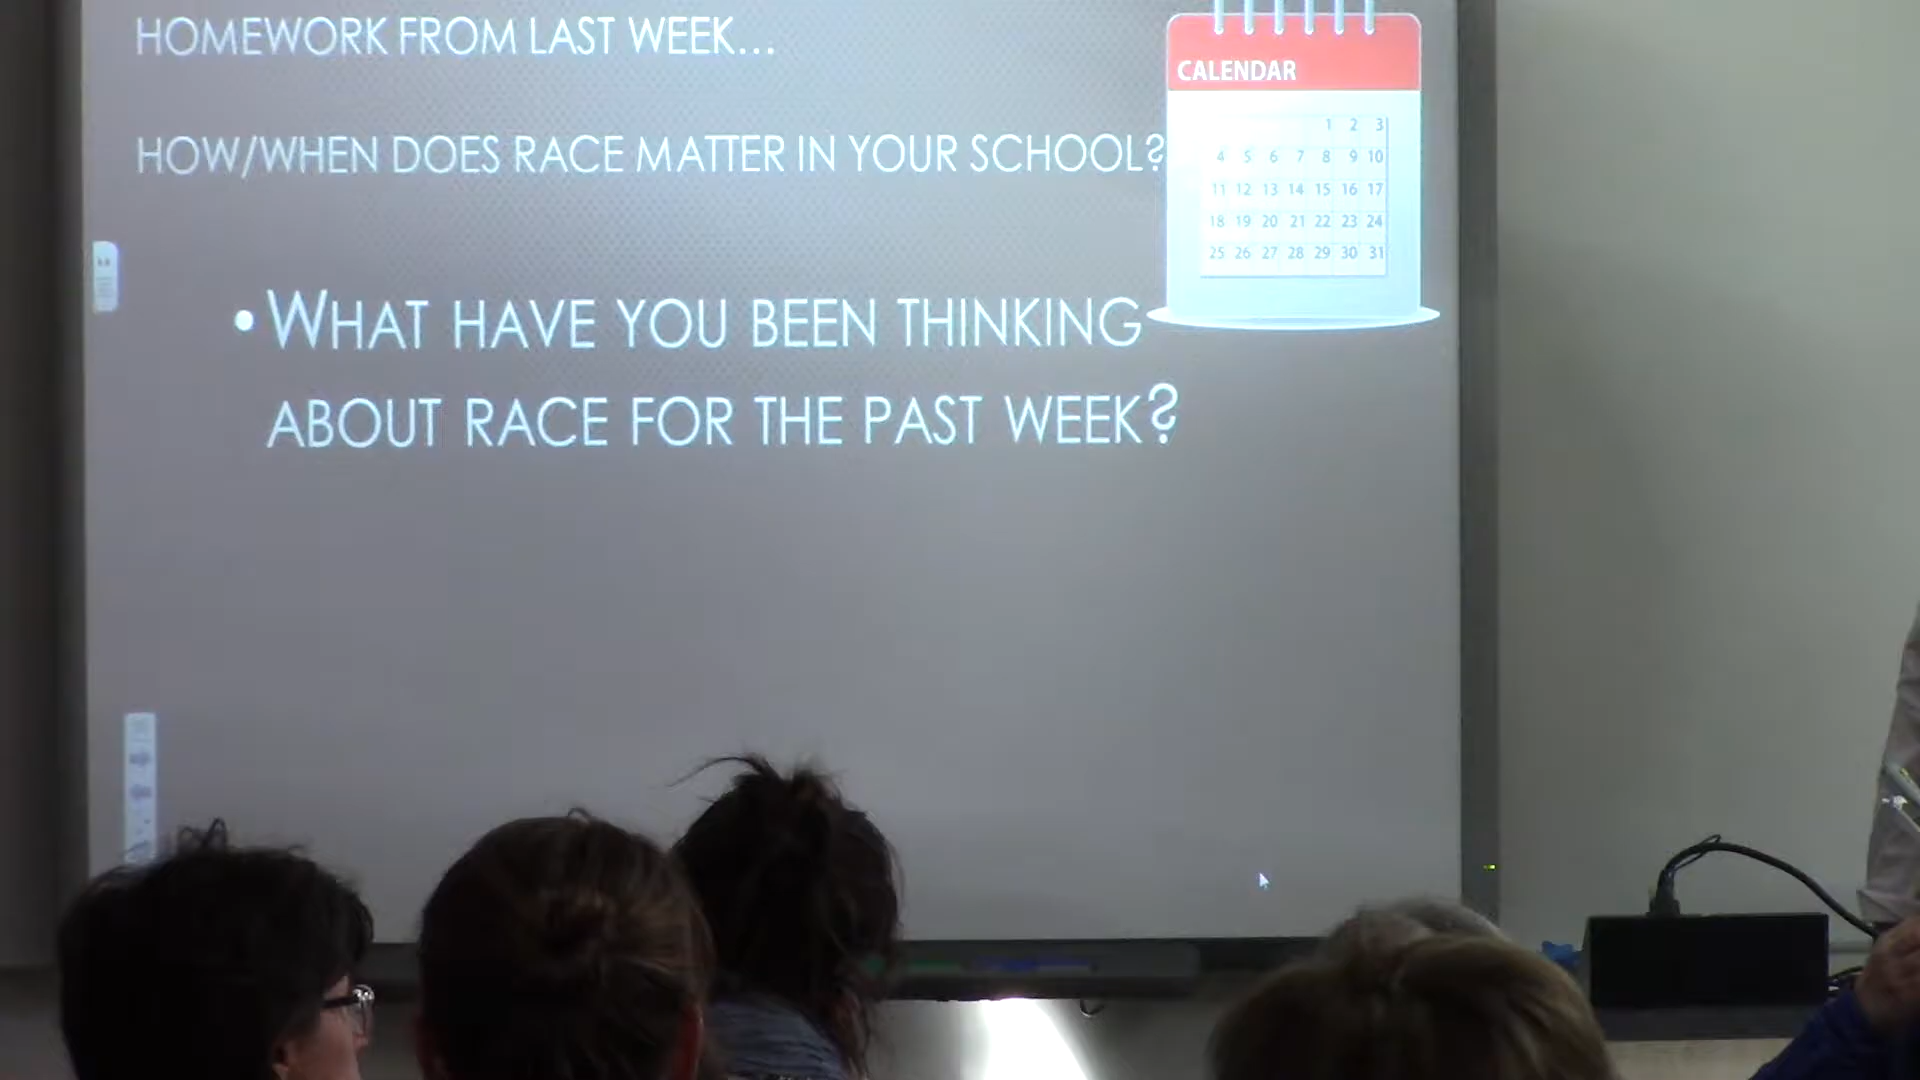 HOMEWORK FROM LAST WEEK...
HOW/WHEN DOES RACE MATTER IN YOUR SCHOOL?
• WHAT HAVE YOU BEEN THINKING
ABOUT RACE FOR THE PAST WEEK?
CALENDAR
1 2 3
4 5 6 7 8 9 10
11 12 13 14 15 16 17
18 19 20 21 22 23 24
25 26 27 28 29 30 31